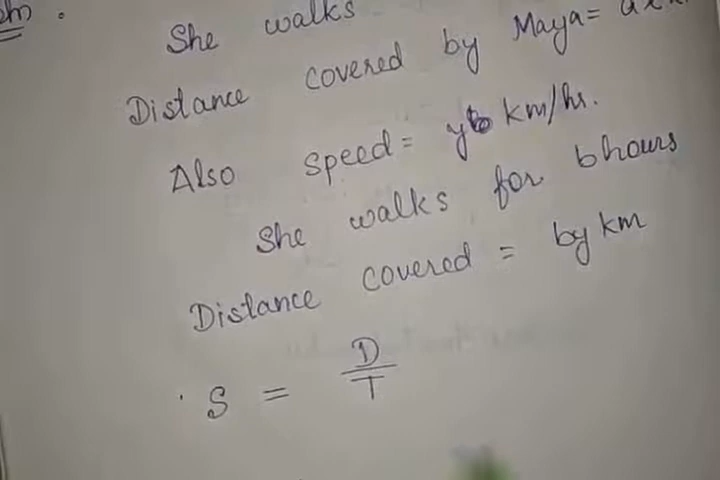 She walks
Distance covered by Maya =
Also speed = y km/hr.
She walks for b hours
Distance covered = by km
S = D/T